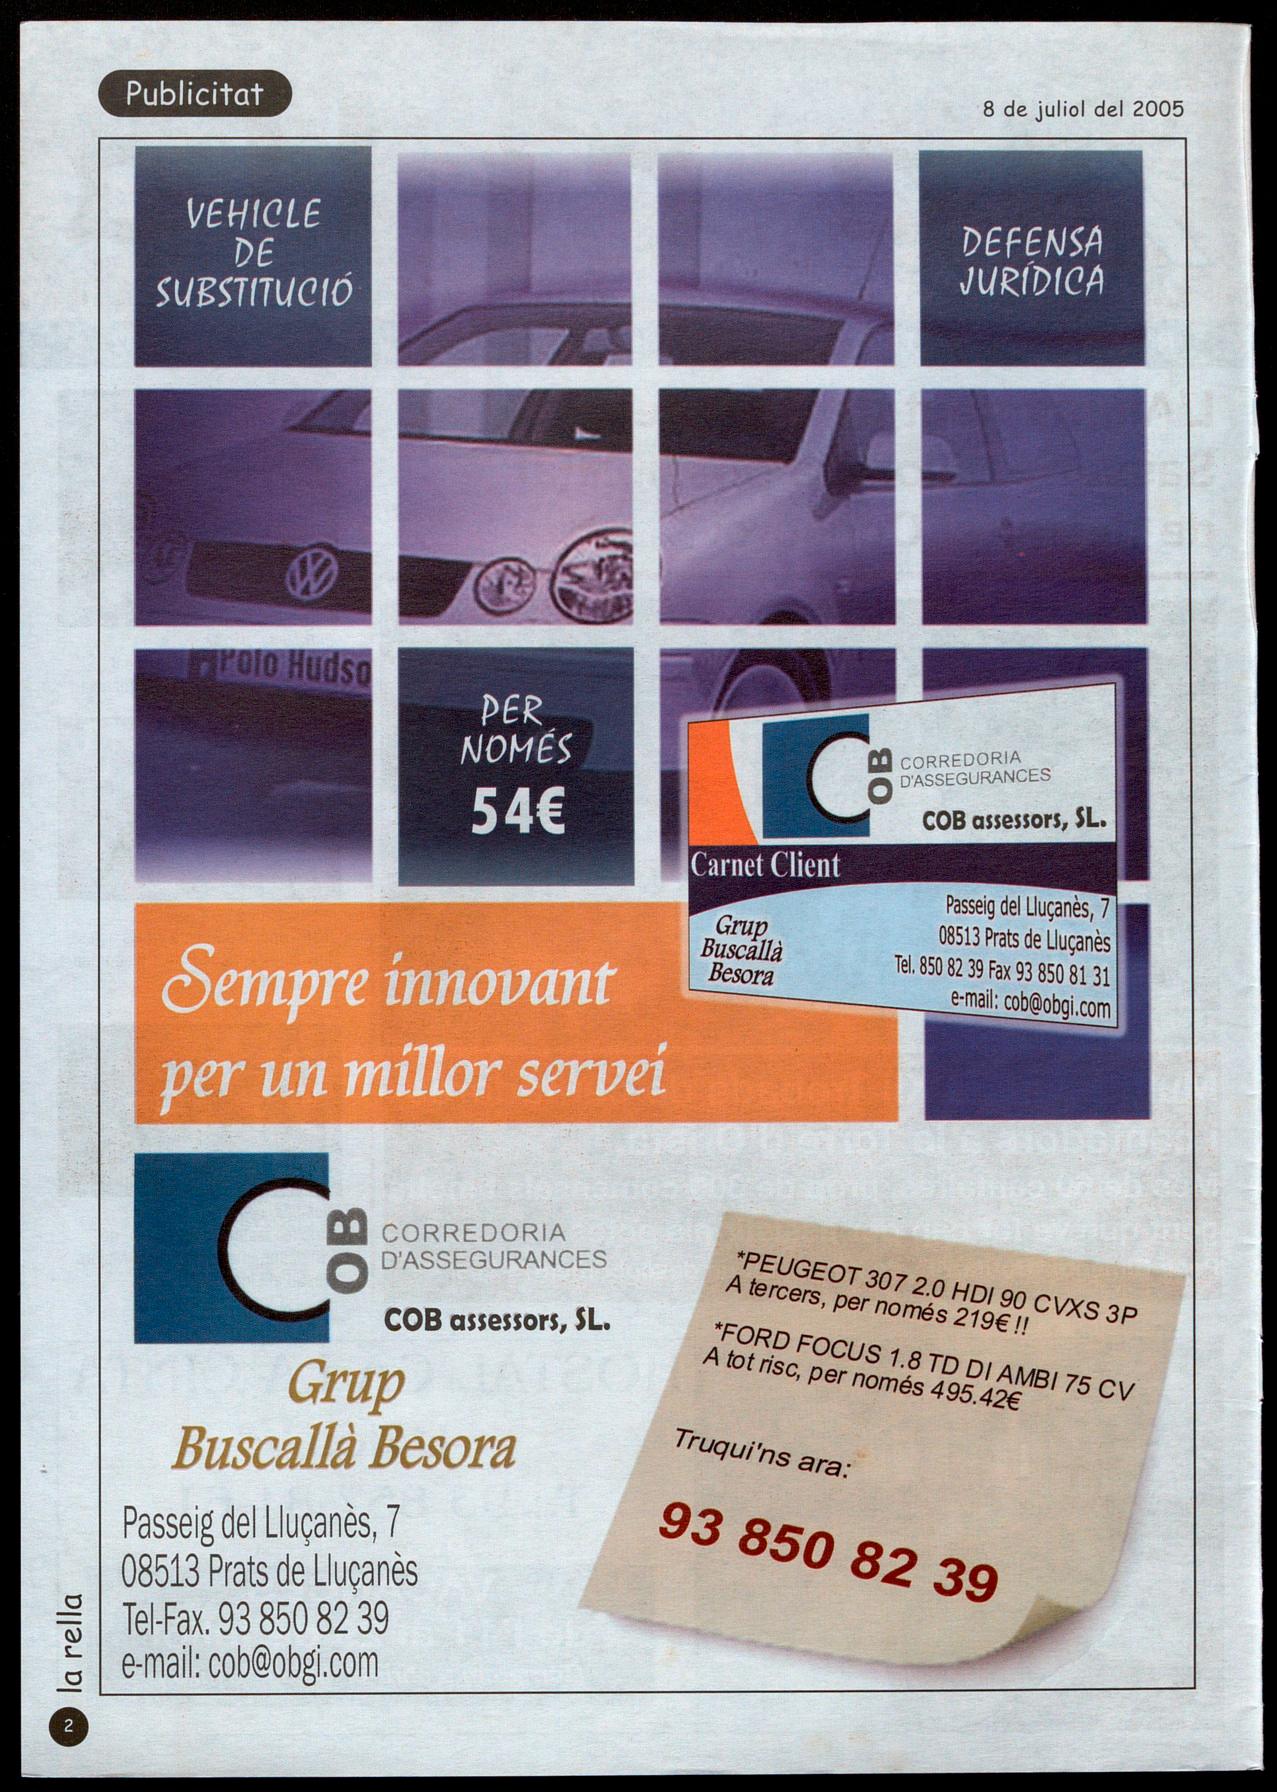 Publicitat
8 de juliol del 2005
VEHICLE
DE
SUBSTITUCIÓ
DEFENSA
JURÍDICA
Polo Hudso
PER
NOMÉS
54€
COB
CORREDORIA
D'ASSEGURANCES
COB assessors, SL.
Carnet Client
Grup
Buscallà
Besora
Passeig del Lluçanès, 7
08513 Prats de Lluçanès
Tel. 850 82 39 Fax 93 850 81 31
e-mail: cob@obgi.com
Sempre innovant
per un millor servei
COB
CORREDORIA
D'ASSEGURANCES
COB assessors, SL.
Grup
Buscallà Besora
Passeig del Lluçanès, 7
08513 Prats de Lluçanès
Tel-Fax. 93 850 82 39
e-mail: cob@obgi.com
*PEUGEOT 307 2.0 HDI 90 CVXS 3P
A tercers, per només 219€ !!
*FORD FOCUS 1.8 TD DI AMBI 75 CV
A tot risc, per només 495.42€
Truqui'ns ara:
93 850 82 39
la rella
2